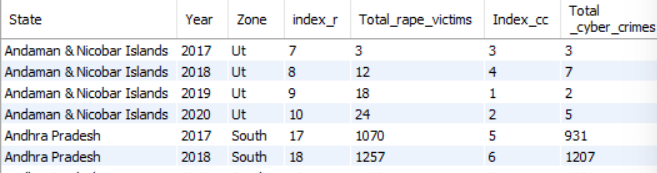 State Year Zone index_r Total_rape_victims Index_cc Total _cyber_crimes
Andaman & Nicobar Islands 2017 Ut 7 3 3 3
Andaman & Nicobar Islands 2018 Ut 8 12 4 7
Andaman & Nicobar Islands 2019 Ut 9 18 1 2
Andaman & Nicobar Islands 2020 Ut 10 24 2 5
Andhra Pradesh 2017 South 17 1070 5 931
Andhra Pradesh 2018 South 18 1257 6 1207